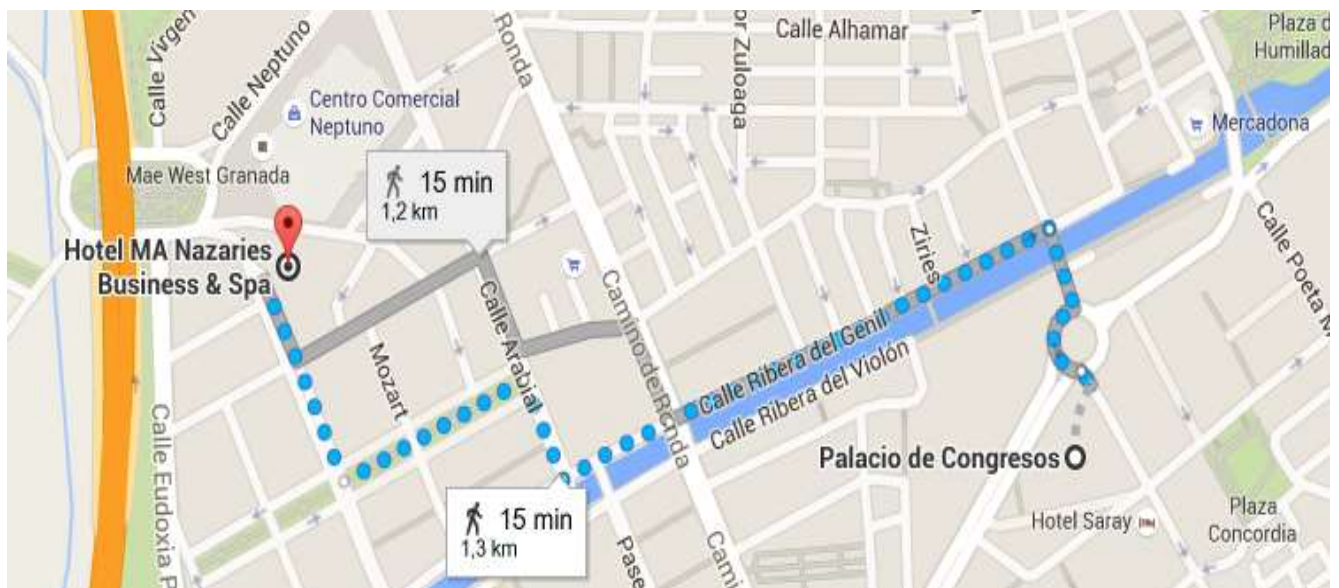 Calle Alhamar
Plaza d
Humillad
Calle Virgen
Calle Neptuno
Ronda
or Zuloaga
Centro Comercial
Neptuno
Mercadona
Mae West Granada
15 min
1,2 km
Hotel MA Nazaries
Business & Spa
Ziries
Calle Poeta M
Camino de Ronda
Calle Arabial
Mozart
Calle Ribera del Genil
Calle Ribera del Violón
Calle Eudoxia P
Palacio de Congresos
15 min
1,3 km
Hotel Saray
Plaza
Concordia
Pase
Cami